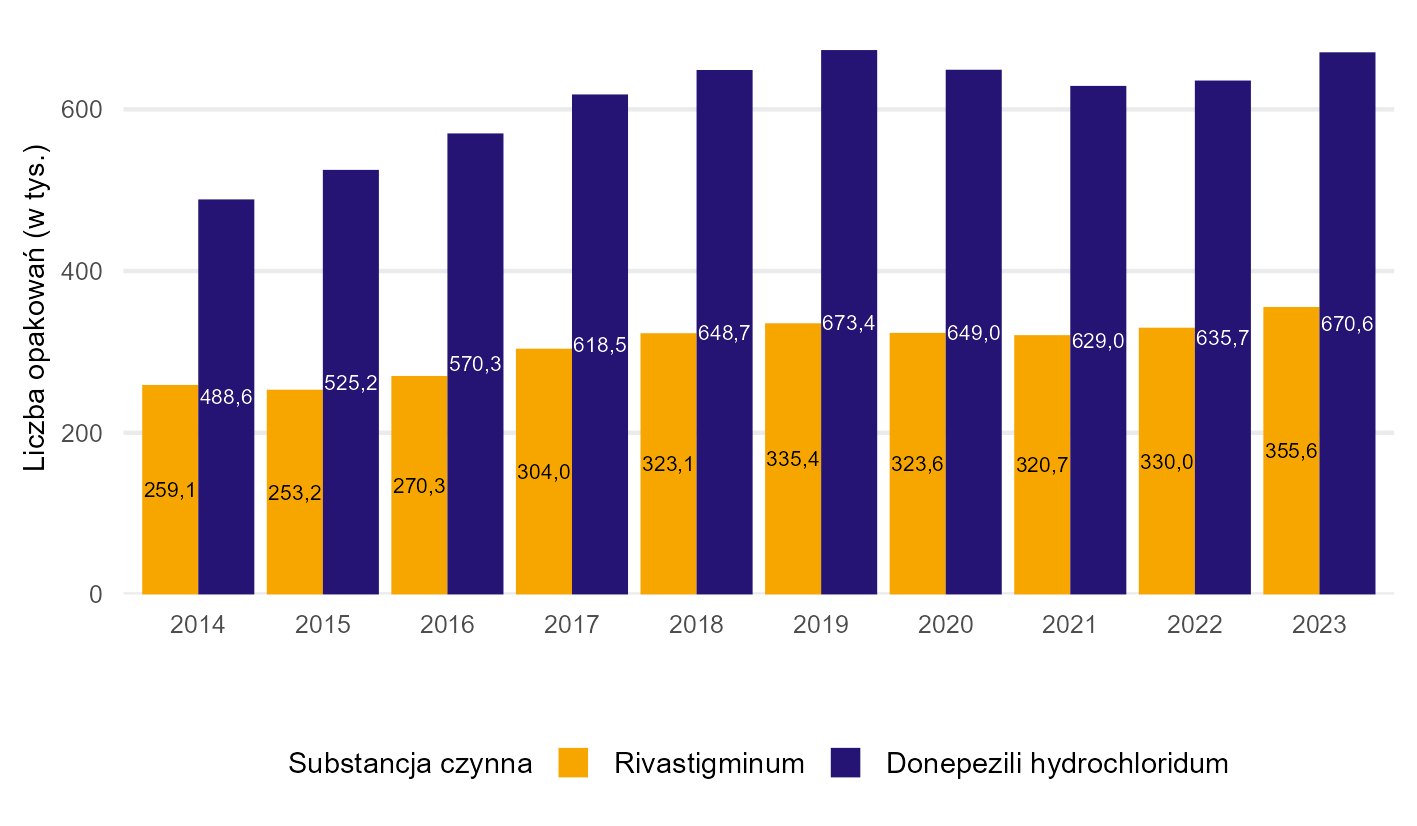 Liczba opakowań (w tys.)
600
400
200
0
259,1 488,6 253,2 525,2 270,3 570,3 304,0 618,5 323,1 648,7 335,4 673,4 323,6 649,0 320,7 629,0 330,0 635,7 355,6 670,6
2014 2015 2016 2017 2018 2019 2020 2021 2022 2023
Substancja czynna Rivastigminum Donepezili hydrochloridum